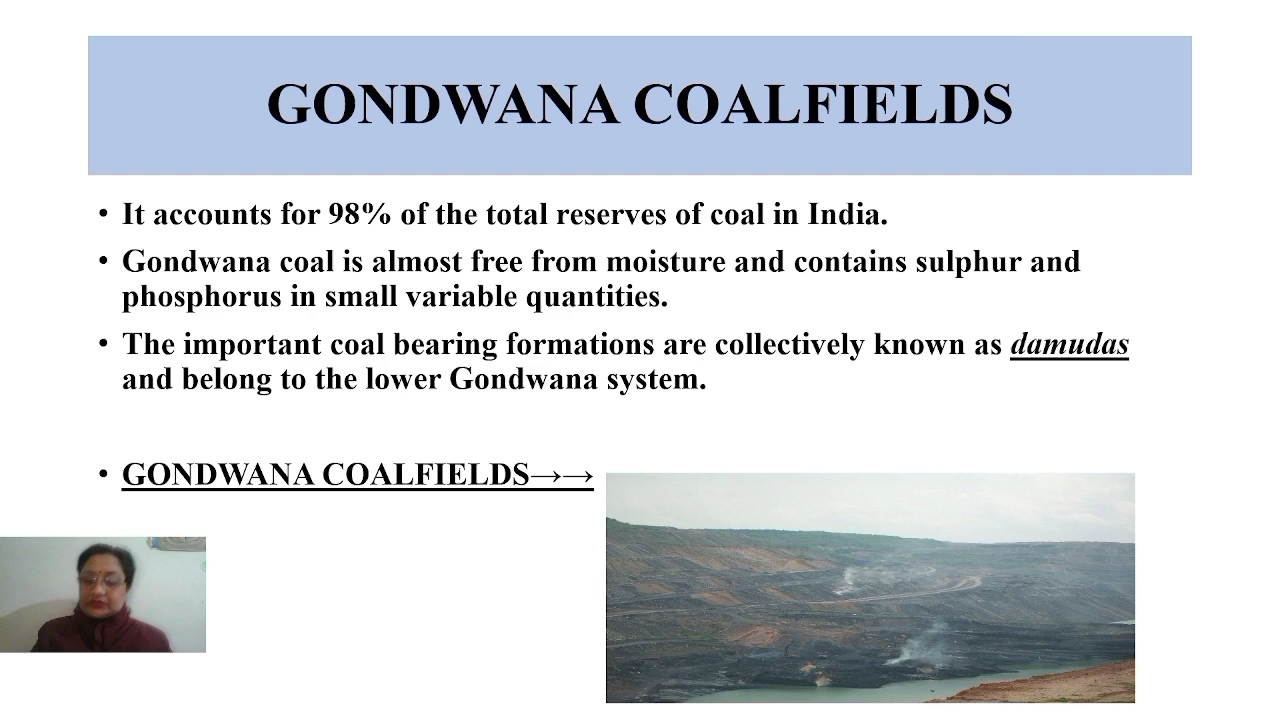 GONDWANA COALFIELDS
• It accounts for 98% of the total reserves of coal in India.
• Gondwana coal is almost free from moisture and contains sulphur and
phosphorus in small variable quantities.
• The important coal bearing formations are collectively known as damudas
and belong to the lower Gondwana system.
• GONDWANA COALFIELDS→→